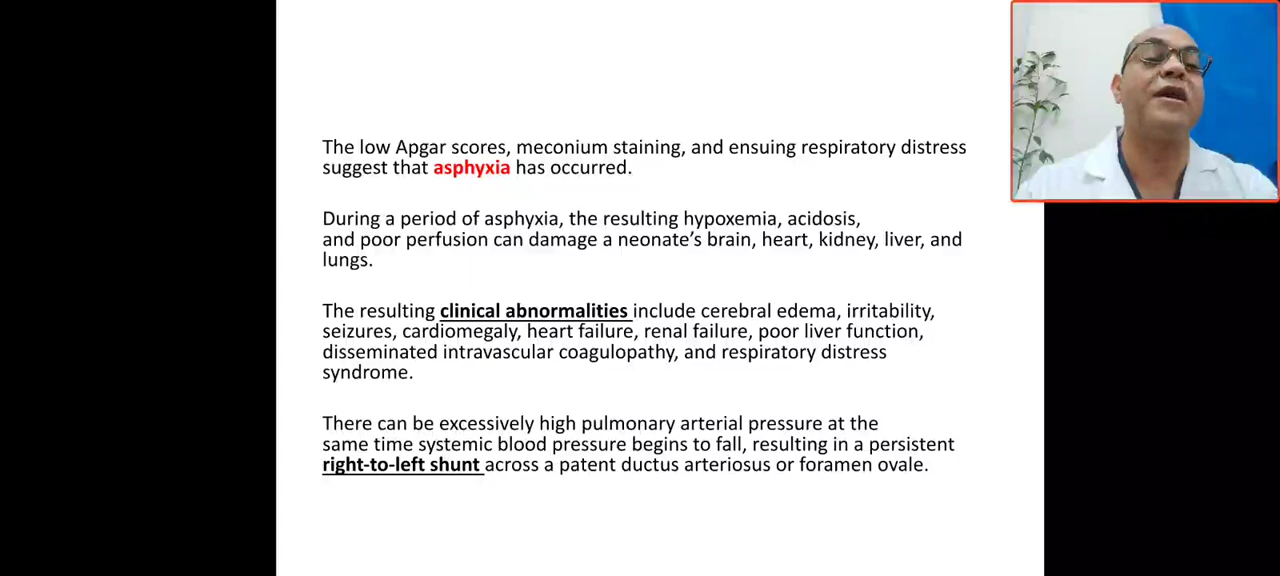 The low Apgar scores, meconium staining, and ensuing respiratory distress
suggest that asphyxia has occurred.
During a period of asphyxia, the resulting hypoxemia, acidosis,
and poor perfusion can damage a neonate’s brain, heart, kidney, liver, and
lungs.
The resulting clinical abnormalities include cerebral edema, irritability,
seizures, cardiomegaly, heart failure, renal failure, poor liver function,
disseminated intravascular coagulopathy, and respiratory distress
syndrome.
There can be excessively high pulmonary arterial pressure at the
same time systemic blood pressure begins to fall, resulting in a persistent
right-to-left shunt across a patent ductus arteriosus or foramen ovale.